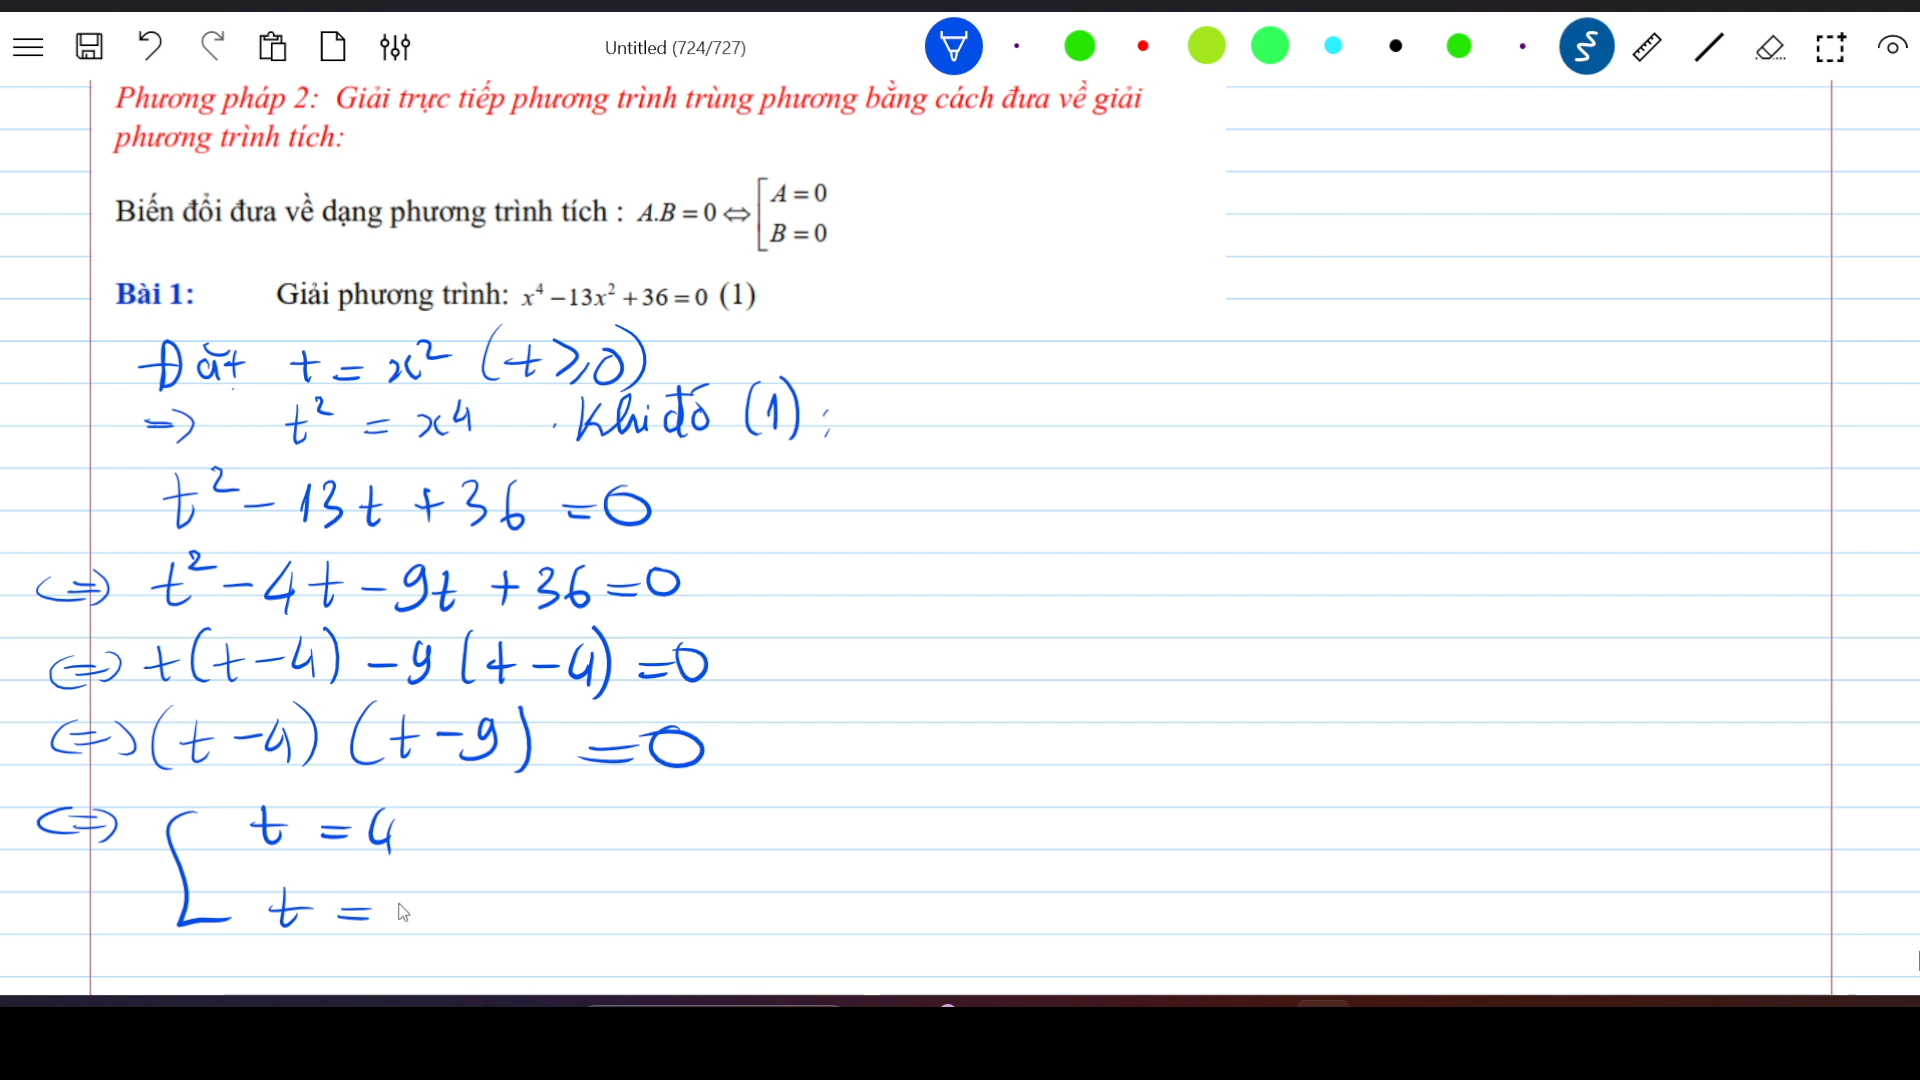 Untitled (724/727)
Phương pháp 2: Giải trực tiếp phương trình trùng phương bằng cách đưa về giải
phương trình tích:
Biến đổi đưa về dạng phương trình tích : A.B = 0 ⇔ [ A = 0
B = 0
Bài 1: Giải phương trình: x⁴ − 13x² + 36 = 0 (1)
Đặt t = x² (t ≥ 0)
⇒ t² = x⁴ . Khi đó (1) :
t² − 13t + 36 = 0
⇔ t² − 4t − 9t + 36 = 0
⇔ t(t − 4) − 9(t − 4) = 0
⇔ (t − 4) (t − 9) = 0
⇔ [ t = 4
t =